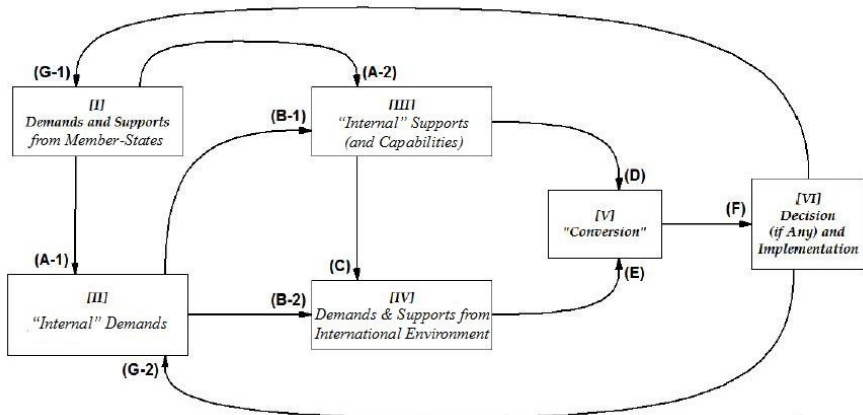 (G-1)
(A-2)
[I]
Demands and Supports
from Member-States
(B-1)
[III]
“Internal” Supports
(and Capabilities)
(D)
[V]
"Conversion"
(F)
[VI]
Decision
(if Any) and
Implementation
(A-1)
(C)
(E)
[II]
“Internal” Demands
(B-2)
[IV]
Demands & Supports from
International Environment
(G-2)